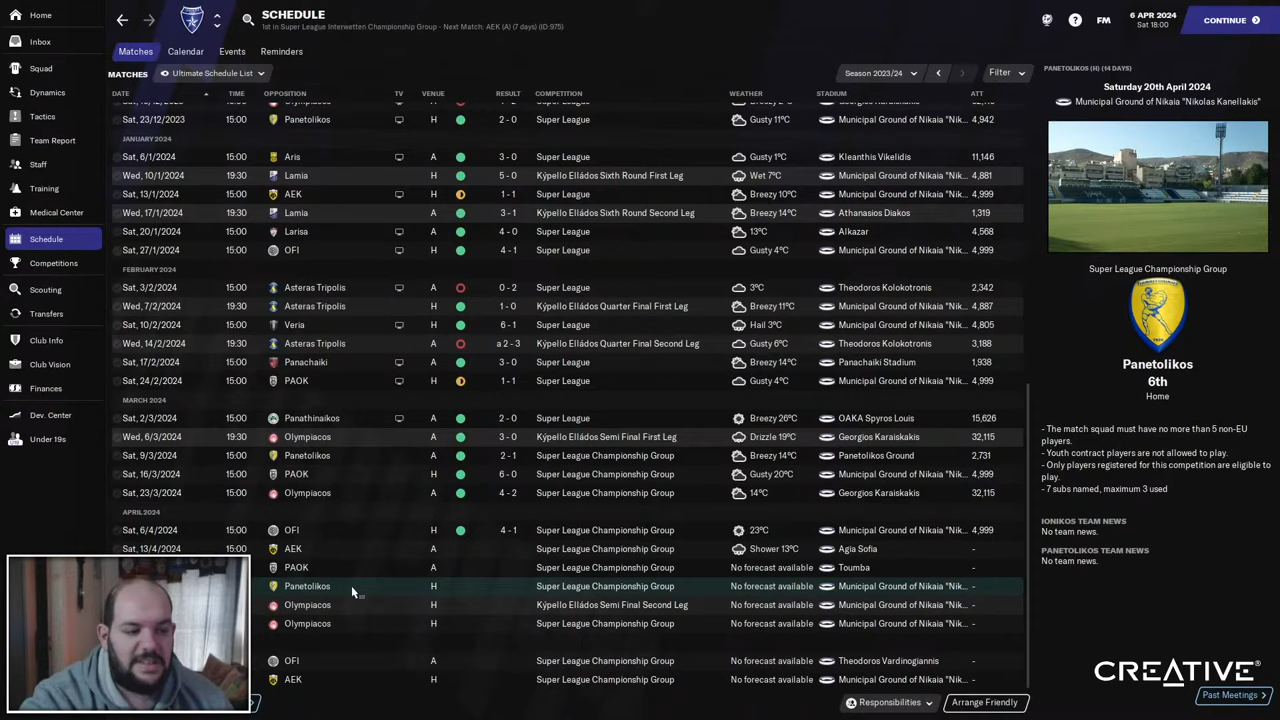 Home
SCHEDULE
1st in Super League Interwetten Championship Group - Next Match: AEK (A) (7 days) (ID:975)
FM
6 APR 2024
Sat 18:00
CONTINUE
Inbox
Squad
Dynamics
Tactics
Team Report
Staff
Training
Medical Center
Schedule
Competitions
Scouting
Transfers
Club Info
Club Vision
Finances
Dev. Center
Under 19s
Matches Calendar Events Reminders
MATCHES Ultimate Schedule List Season 2023/24 Filter
DATE TIME OPPOSITION TV VENUE RESULT COMPETITION WEATHER STADIUM ATT
Sat, 23/12/2023 15:00 Panetolikos H 2 - 0 Super League Gusty 11°C Municipal Ground of Nikaia "Nik... 4,942
JANUARY 2024
Sat, 6/1/2024 15:00 Aris A 3 - 0 Super League Gusty 1°C Kleanthis Vikelidis 11,146
Wed, 10/1/2024 19:30 Lamia H 5 - 0 Kýpello Elládos Sixth Round First Leg Wet 7°C Municipal Ground of Nikaia "Nik... 4,881
Sat, 13/1/2024 15:00 AEK H 1 - 1 Super League Breezy 10°C Municipal Ground of Nikaia "Nik... 4,999
Wed, 17/1/2024 19:30 Lamia A 3 - 1 Kýpello Elládos Sixth Round Second Leg Breezy 14°C Athanasios Diakos 1,319
Sat, 20/1/2024 15:00 Larisa A 4 - 0 Super League 13°C Alkazar 4,568
Sat, 27/1/2024 15:00 OFI H 4 - 1 Super League Gusty 4°C Municipal Ground of Nikaia "Nik... 4,999
FEBRUARY 2024
Sat, 3/2/2024 15:00 Asteras Tripolis A 0 - 2 Super League 3°C Theodoros Kolokotronis 2,342
Wed, 7/2/2024 19:30 Asteras Tripolis H 1 - 0 Kýpello Elládos Quarter Final First Leg Breezy 11°C Municipal Ground of Nikaia "Nik... 4,887
Sat, 10/2/2024 15:00 Veria H 6 - 1 Super League Hail 3°C Municipal Ground of Nikaia "Nik... 4,805
Wed, 14/2/2024 19:30 Asteras Tripolis A a 2 - 3 Kýpello Elládos Quarter Final Second Leg Gusty 6°C Theodoros Kolokotronis 3,188
Sat, 17/2/2024 15:00 Panachaiki A 3 - 0 Super League Breezy 14°C Panachaiki Stadium 1,938
Sat, 24/2/2024 15:00 PAOK H 1 - 1 Super League Gusty 4°C Municipal Ground of Nikaia "Nik... 4,999
MARCH 2024
Sat, 2/3/2024 15:00 Panathinaikos A 2 - 0 Super League Breezy 26°C OAKA Spyros Louis 15,626
Wed, 6/3/2024 19:30 Olympiacos A 3 - 0 Kýpello Elládos Semi Final First Leg Drizzle 19°C Georgios Karaiskakis 32,115
Sat, 9/3/2024 15:00 Panetolikos A 2 - 1 Super League Championship Group Breezy 14°C Panetolikos Ground 2,731
Sat, 16/3/2024 15:00 PAOK H 6 - 0 Super League Championship Group Gusty 20°C Municipal Ground of Nikaia "Nik... 4,999
Sat, 23/3/2024 15:00 Olympiacos A 4 - 2 Super League Championship Group 14°C Georgios Karaiskakis 32,115
APRIL 2024
Sat, 6/4/2024 15:00 OFI H 4 - 1 Super League Championship Group 23°C Municipal Ground of Nikaia "Nik... 4,999
Sat, 13/4/2024 15:00 AEK A Super League Championship Group Shower 13°C Agia Sofia -
PAOK A Super League Championship Group No forecast available Toumba -
Panetolikos H Super League Championship Group No forecast available Municipal Ground of Nikaia "Nik... -
Olympiacos H Kýpello Elládos Semi Final Second Leg No forecast available Municipal Ground of Nikaia "Nik... -
Olympiacos H Super League Championship Group No forecast available Municipal Ground of Nikaia "Nik... -
OFI A Super League Championship Group No forecast available Theodoros Vardinogiannis -
AEK H Super League Championship Group No forecast available Municipal Ground of Nikaia "Nik... -
Responsibilities Arrange Friendly
PANETOLIKOS (H) (14 DAYS)
Saturday 20th April 2024
Municipal Ground of Nikaia "Nikolas Kanellakis"
Super League Championship Group
Panetolikos
6th
Home
- The match squad must have no more than 5 non-EU
players.
- Youth contract players are not allowed to play.
- Only players registered for this competition are eligible to
play.
- 7 subs named, maximum 3 used
IONIKOS TEAM NEWS
No team news.
PANETOLIKOS TEAM NEWS
No team news.
CREATIVE®
Past Meetings